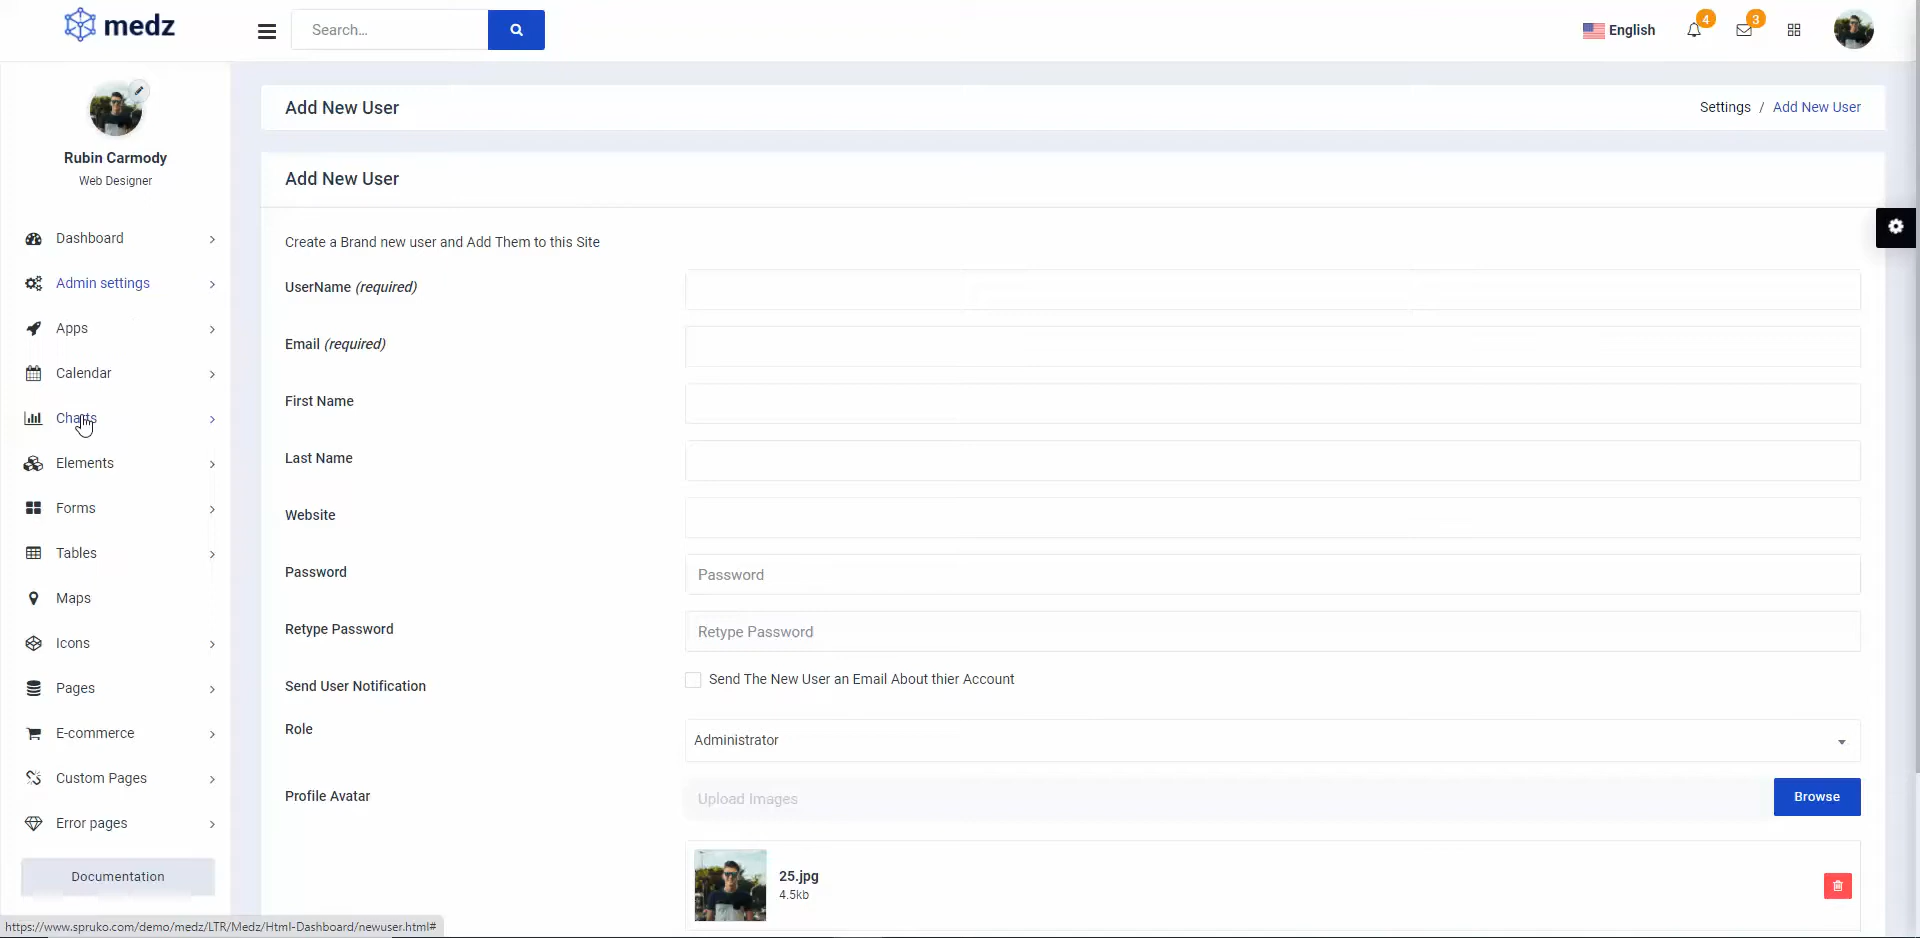 medz
Search...
English
4
3
Rubin Carmody
Web Designer
Dashboard
Admin settings
Apps
Calendar
Charts
Elements
Forms
Tables
Maps
Icons
Pages
E-commerce
Custom Pages
Error pages
Documentation
Add New User
Settings / Add New User
Add New User
Create a Brand new user and Add Them to this Site
UserName (required)
Email (required)
First Name
Last Name
Website
Password
Password
Retype Password
Retype Password
Send User Notification
Send The New User an Email About thier Account
Role
Administrator
Profile Avatar
Upload Images
Browse
25.jpg
4.5kb
https://www.spruko.com/demo/medz/LTR/Medz/Html-Dashboard/newuser.html#